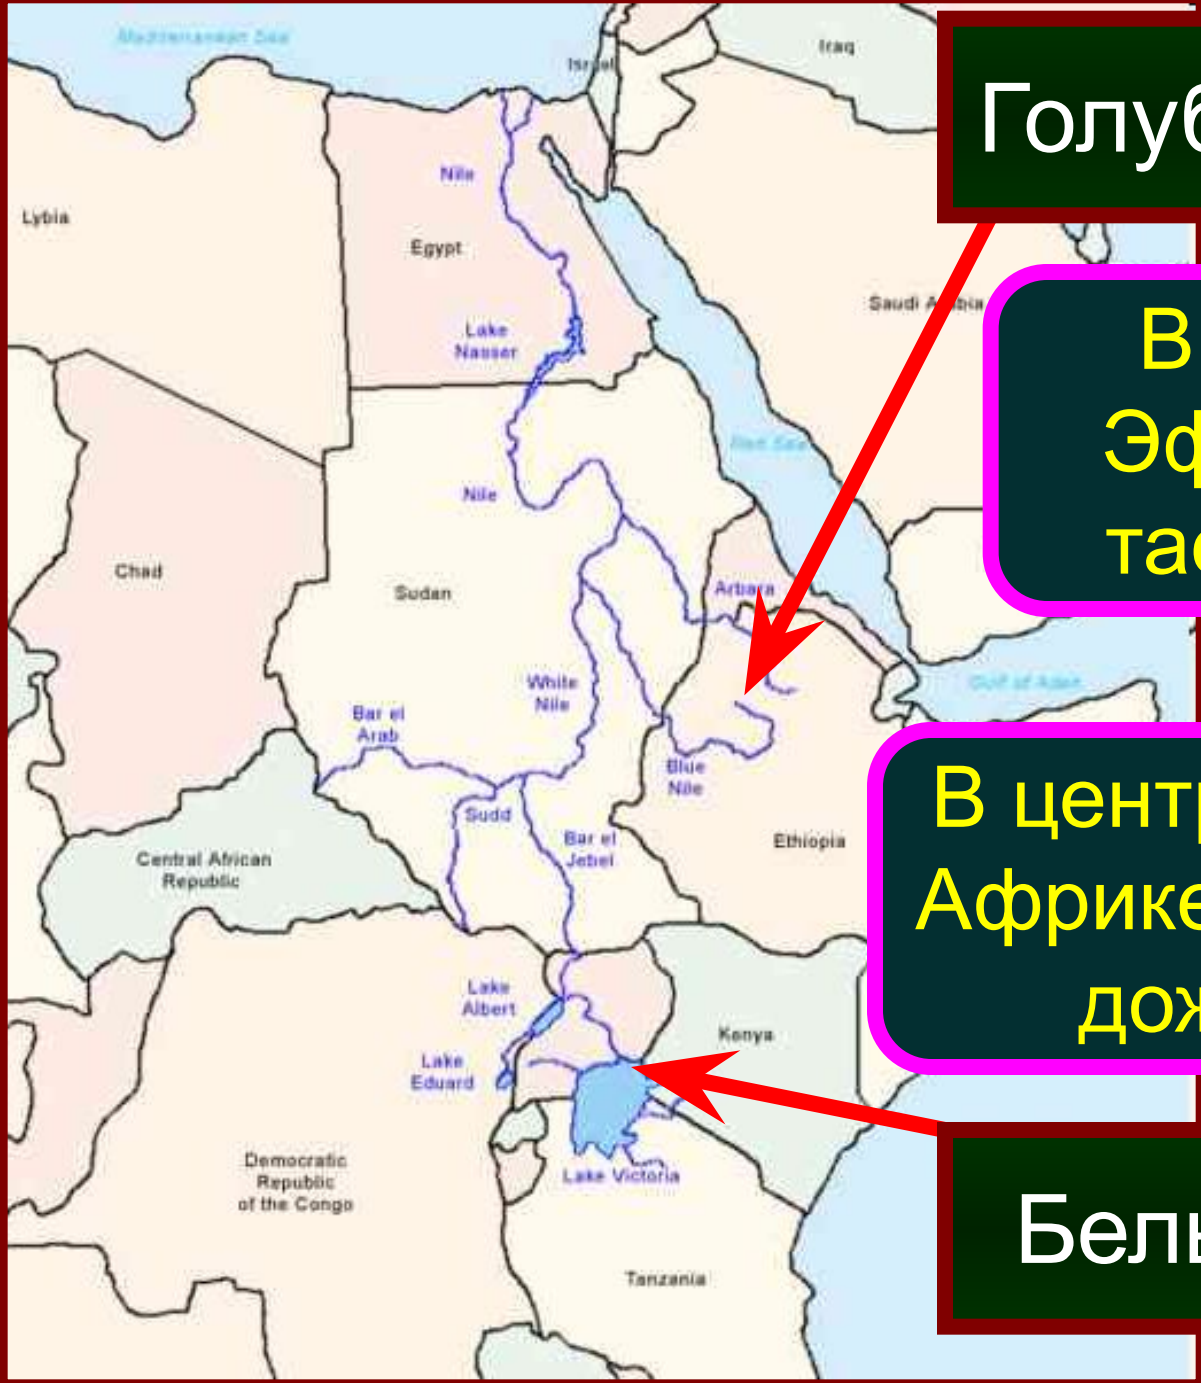 Mediterranean Sea
Israel
Iraq
Голуб
Nile
Lybia
Egypt
Saudi Arabia
Lake
Nasser
В
Эф
та
Red Sea
Nile
Chad
Sudan
Arbara
White
Nile
Gulf of Aden
Bar el
Arab
Blue
Nile
Sudd
Bar el
Jebel
Ethiopia
В цент
Африке
дож
Central African
Republic
Lake
Albert
Kenya
Lake
Eduard
Democratic
Republic
of the Congo
Lake Victoria
Бель
Tanzania